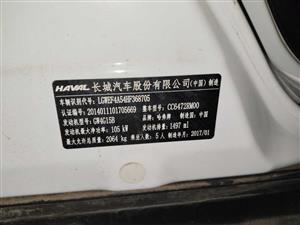 HAVAL 长城汽车股份有限公司(中国)制造
车辆识别代号: LGWEF4A54HF368705
认证编号: 2014011101705669 CC6472RM00
发动机型号: GW4G15B 品牌: 哈弗牌 制造国: 中国
发动机最大净功率: 105 kW 发动机排量: 1497 ml
最大允许总质量: 2064 kg 乘坐人数: 5 人 制造年月: 2017/01